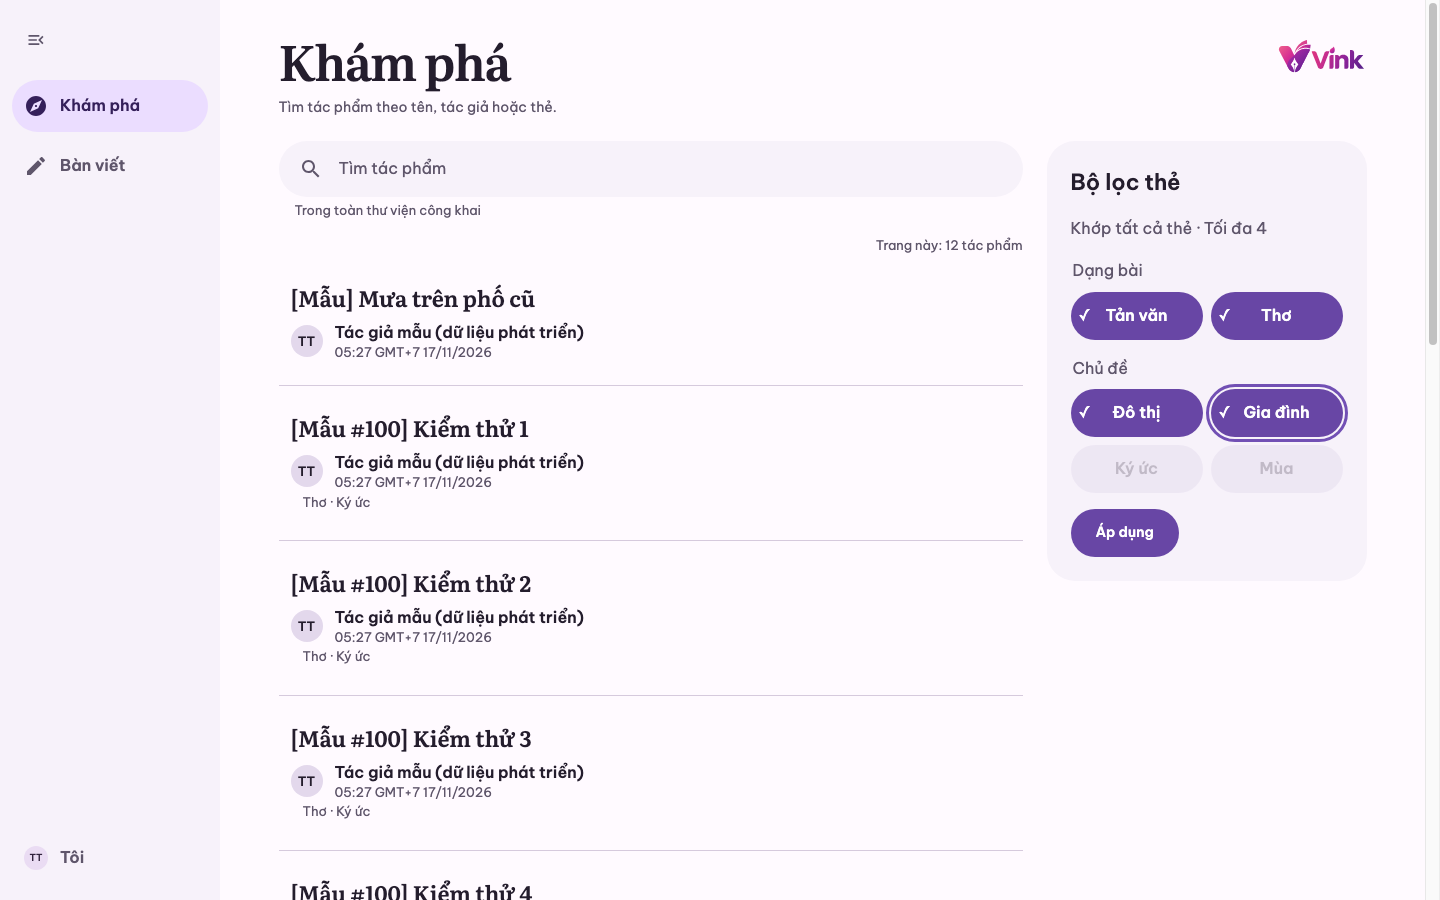 Khám phá
Bàn viết
TT Tôi
Khám phá
Tìm tác phẩm theo tên, tác giả hoặc thẻ.
Vink
Tìm tác phẩm
Trong toàn thư viện công khai
Trang này: 12 tác phẩm
[Mẫu] Mưa trên phố cũ
TT
Tác giả mẫu (dữ liệu phát triển)
05:27 GMT+7 17/11/2026
[Mẫu #100] Kiểm thử 1
TT
Tác giả mẫu (dữ liệu phát triển)
05:27 GMT+7 17/11/2026
Thơ · Ký ức
[Mẫu #100] Kiểm thử 2
TT
Tác giả mẫu (dữ liệu phát triển)
05:27 GMT+7 17/11/2026
Thơ · Ký ức
[Mẫu #100] Kiểm thử 3
TT
Tác giả mẫu (dữ liệu phát triển)
05:27 GMT+7 17/11/2026
Thơ · Ký ức
[Mẫu #100] Kiểm thử 4
Bộ lọc thẻ
Khớp tất cả thẻ · Tối đa 4
Dạng bài
✓ Tản văn
✓ Thơ
Chủ đề
✓ Đô thị
✓ Gia đình
Ký ức
Mùa
Áp dụng